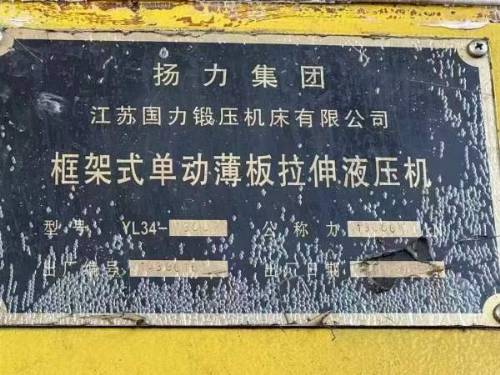 扬力集团
江苏国力锻压机床有限公司
框架式单动薄板拉伸液压机
型号 YL34- 公称力 KN
出厂编号 出厂日期